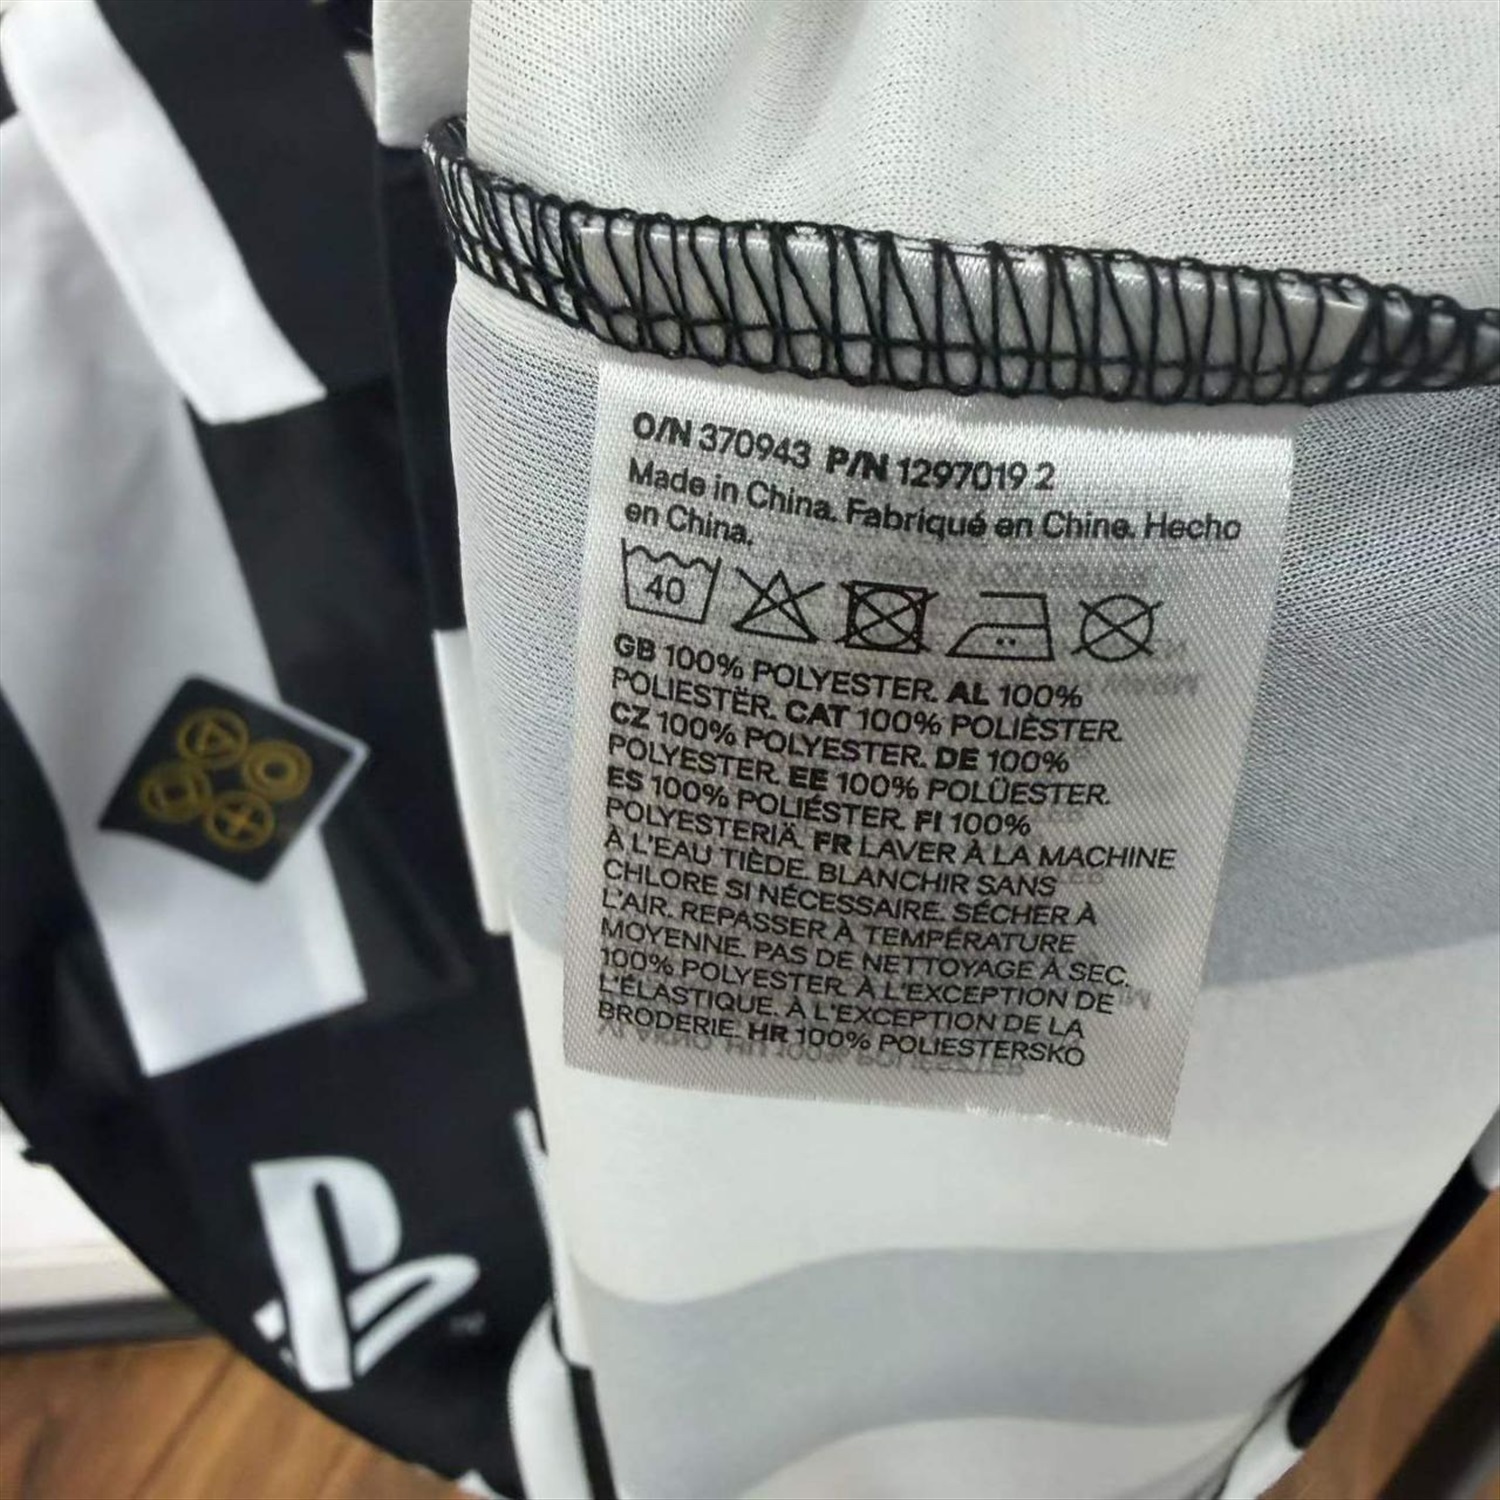 O/N 370943 P/N 1297019 2
Made in China. Fabriqué en Chine. Hecho
en China.
40
GB 100% POLYESTER. AL 100%
POLIESTËR. CAT 100% POLIÈSTER.
CZ 100% POLYESTER. DE 100%
POLYESTER. EE 100% POLÜESTER.
ES 100% POLIÉSTER. FI 100%
POLYESTERIÄ. FR LAVER À LA MACHINE
À L'EAU TIÈDE. BLANCHIR SANS
CHLORE SI NÉCESSAIRE. SÉCHER À
L'AIR. REPASSER À TEMPÉRATURE
MOYENNE. PAS DE NETTOYAGE À SEC.
100% POLYESTER. À L'EXCEPTION DE
L'ÉLASTIQUE. À L'EXCEPTION DE LA
BRODERIE. HR 100% POLIESTERSKO